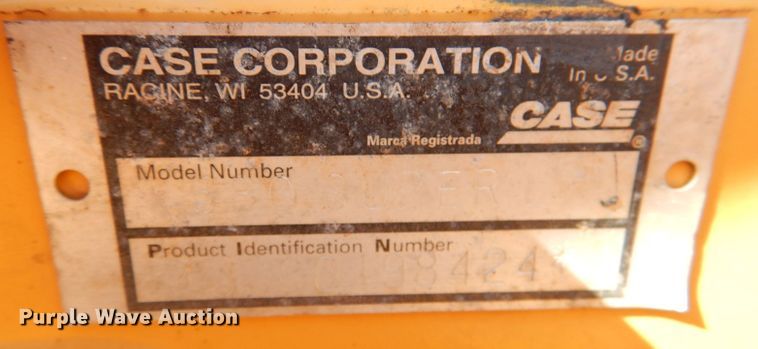 CASE CORPORATION
RACINE, WI 53404 U.S.A.
Made
In U.S.A.
CASE
Marca Registrada
®
Model Number
Product Identification Number
Purple Wave Auction